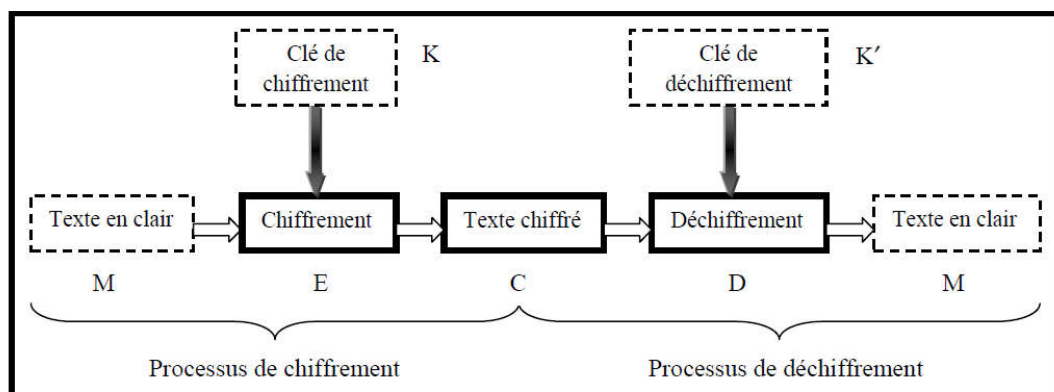 Clé de
chiffrement
K
Clé de
déchiffrement
K′
Texte en clair
Chiffrement
Texte chiffré
Déchiffrement
Texte en clair
M
E
C
D
M
Processus de chiffrement
Processus de déchiffrement